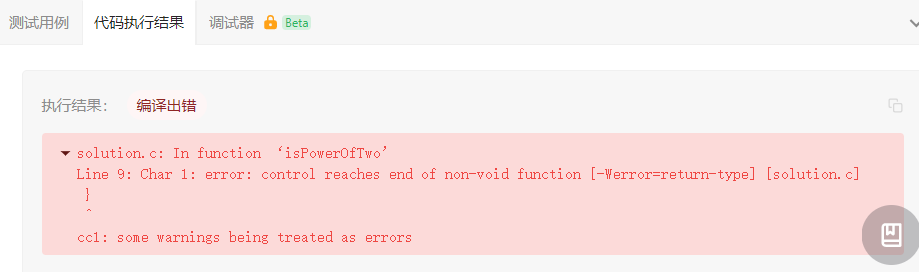 测试用例 代码执行结果 调试器 Beta
执行结果： 编译出错
solution.c: In function ‘isPowerOfTwo’
Line 9: Char 1: error: control reaches end of non-void function [-Werror=return-type] [solution.c]
}
^
cc1: some warnings being treated as errors